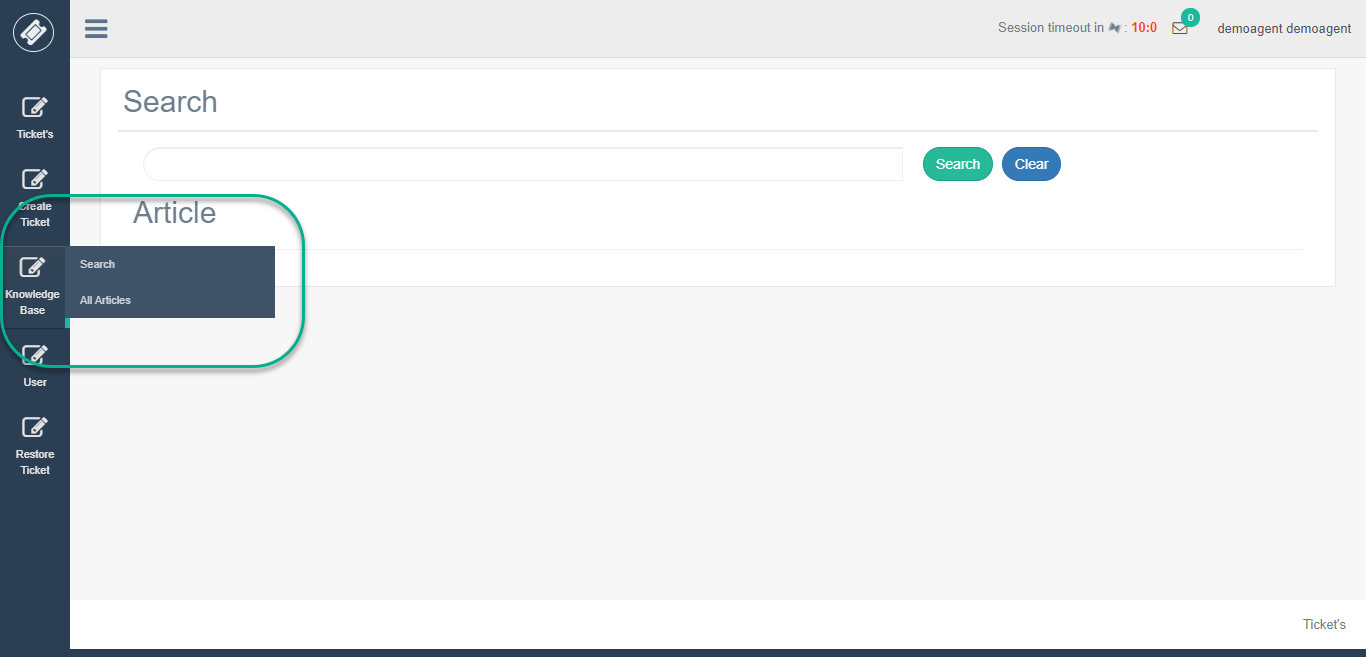 Session timeout in : 10:0
0
demoagent demoagent
Ticket's
Create
Ticket
Knowledge
Base
Search
All Articles
User
Restore
Ticket
Search
Search
Clear
Article
Ticket's